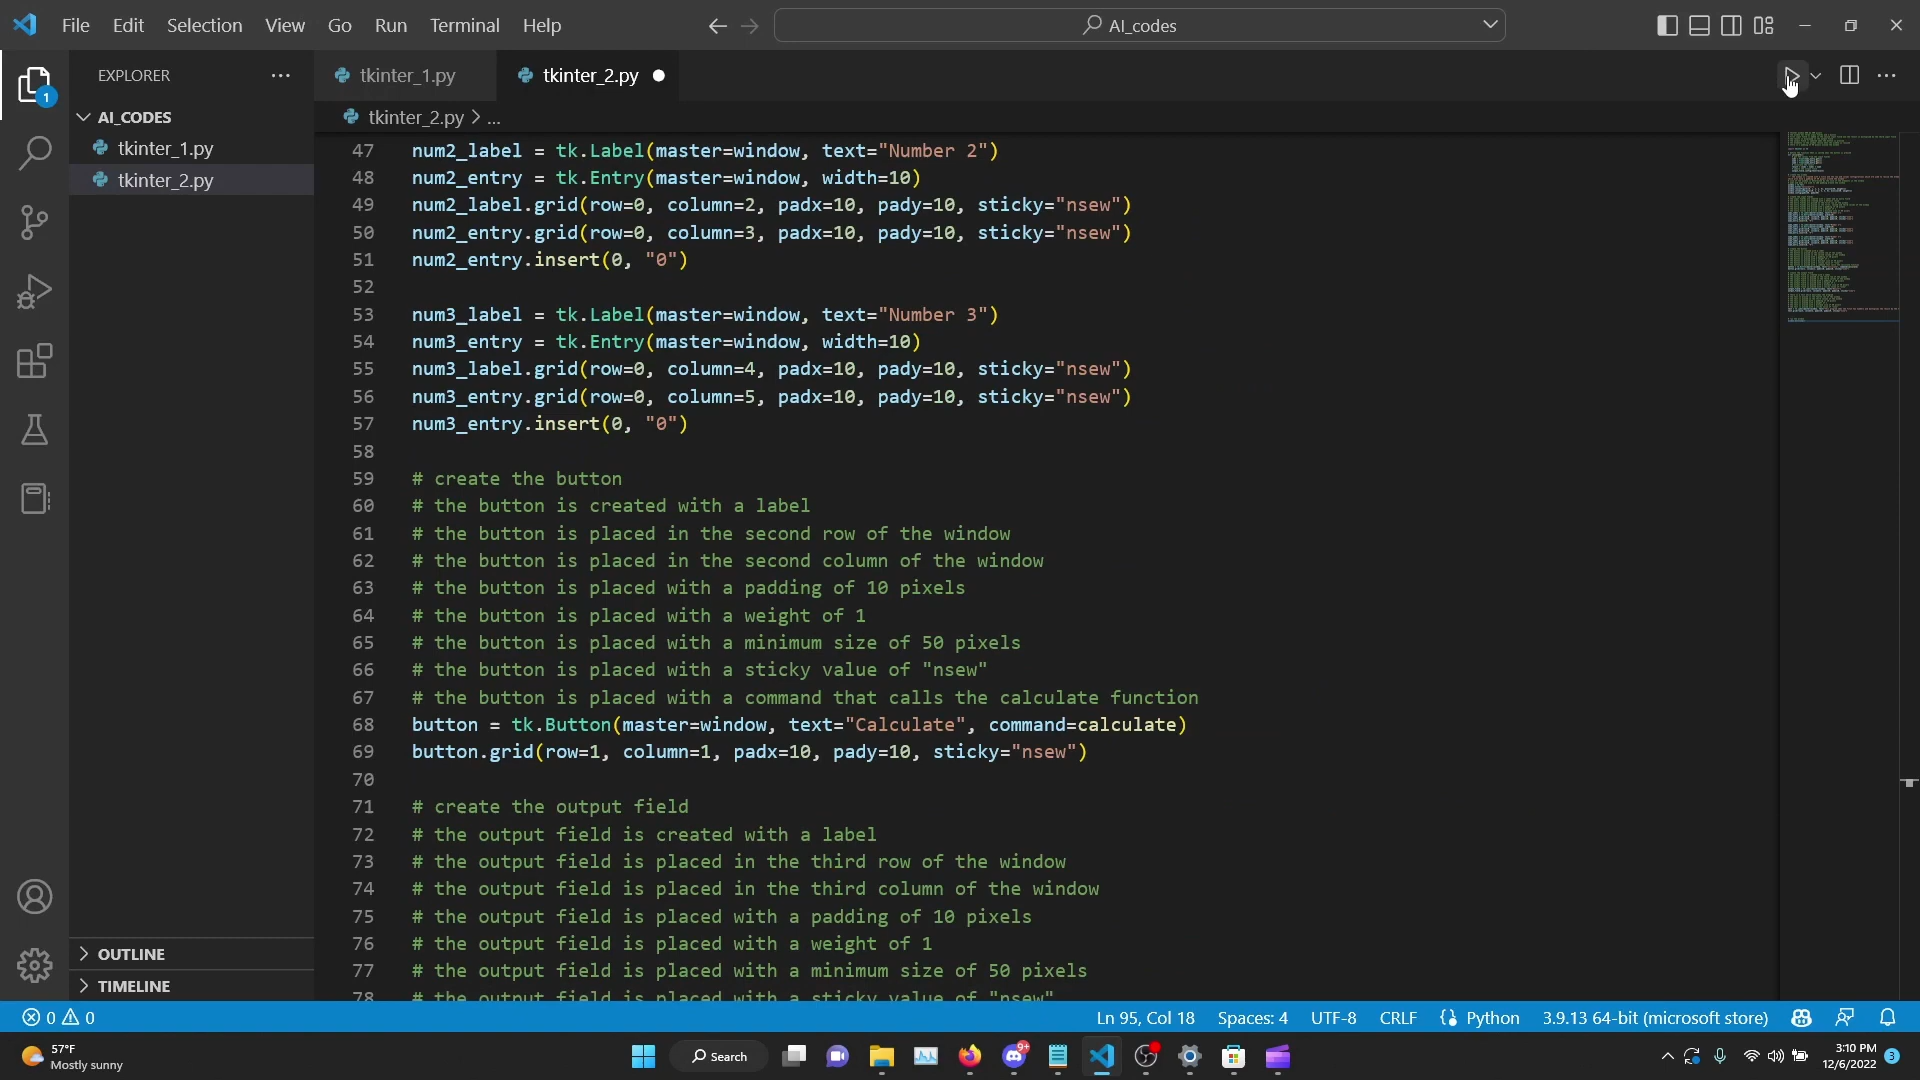 File Edit Selection View Go Run Terminal Help
AI_codes
EXPLORER
tkinter_1.py
tkinter_2.py
AI_CODES
tkinter_1.py
tkinter_2.py
OUTLINE
TIMELINE
1
tkinter_2.py > ...
47 num2_label = tk.Label(master=window, text="Number 2")
48 num2_entry = tk.Entry(master=window, width=10)
49 num2_label.grid(row=0, column=2, padx=10, pady=10, sticky="nsew")
50 num2_entry.grid(row=0, column=3, padx=10, pady=10, sticky="nsew")
51 num2_entry.insert(0, "0")
52
53 num3_label = tk.Label(master=window, text="Number 3")
54 num3_entry = tk.Entry(master=window, width=10)
55 num3_label.grid(row=0, column=4, padx=10, pady=10, sticky="nsew")
56 num3_entry.grid(row=0, column=5, padx=10, pady=10, sticky="nsew")
57 num3_entry.insert(0, "0")
58
59 # create the button
60 # the button is created with a label
61 # the button is placed in the second row of the window
62 # the button is placed in the second column of the window
63 # the button is placed with a padding of 10 pixels
64 # the button is placed with a weight of 1
65 # the button is placed with a minimum size of 50 pixels
66 # the button is placed with a sticky value of "nsew"
67 # the button is placed with a command that calls the calculate function
68 button = tk.Button(master=window, text="Calculate", command=calculate)
69 button.grid(row=1, column=1, padx=10, pady=10, sticky="nsew")
70
71 # create the output field
72 # the output field is created with a label
73 # the output field is placed in the third row of the window
74 # the output field is placed in the third column of the window
75 # the output field is placed with a padding of 10 pixels
76 # the output field is placed with a weight of 1
77 # the output field is placed with a minimum size of 50 pixels
78 # the output field is placed with a sticky value of "nsew"
0 0 Ln 95, Col 18 Spaces: 4 UTF-8 CRLF Python 3.9.13 64-bit (microsoft store)
57°F
Mostly sunny
Search
9+
3:10 PM
12/6/2022
3